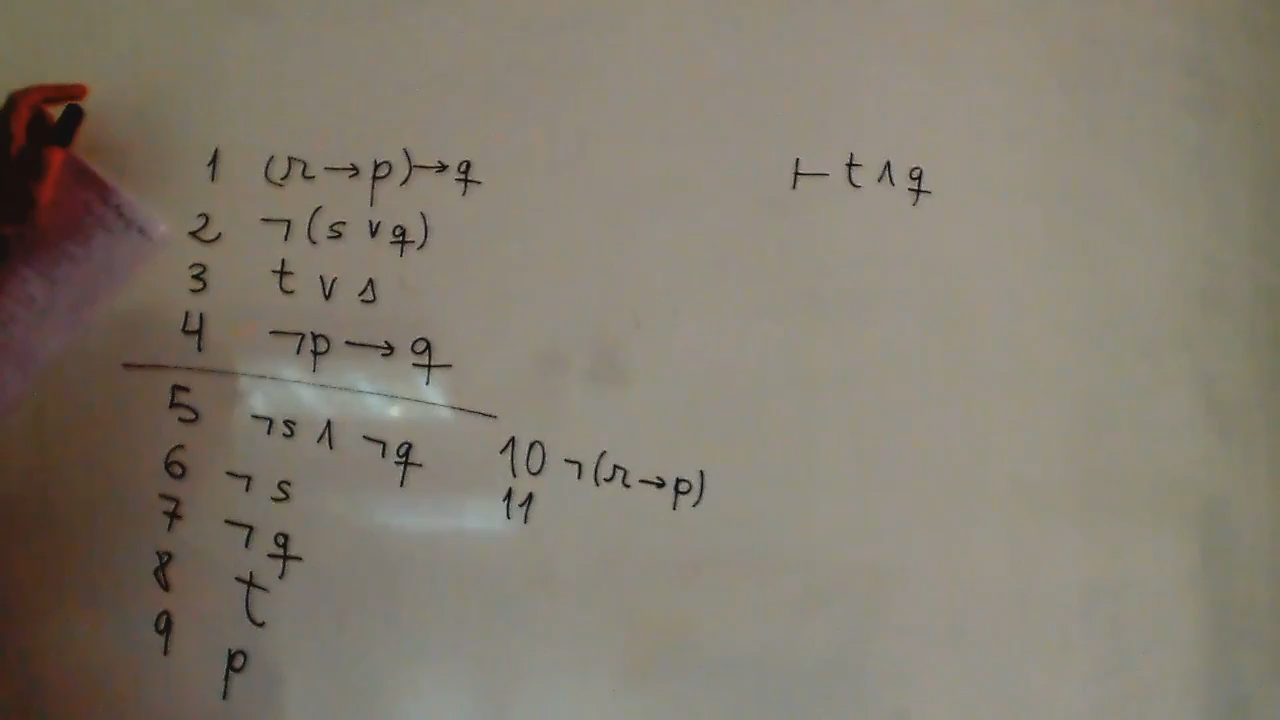 1 (r→p)→q
⊢ t∧q
2 ¬(s∨q)
3 t∨s
4 ¬p→q
5 ¬s∧¬q
6 ¬s
7 ¬q
8 t
9 p
10 ¬(r→p)
11